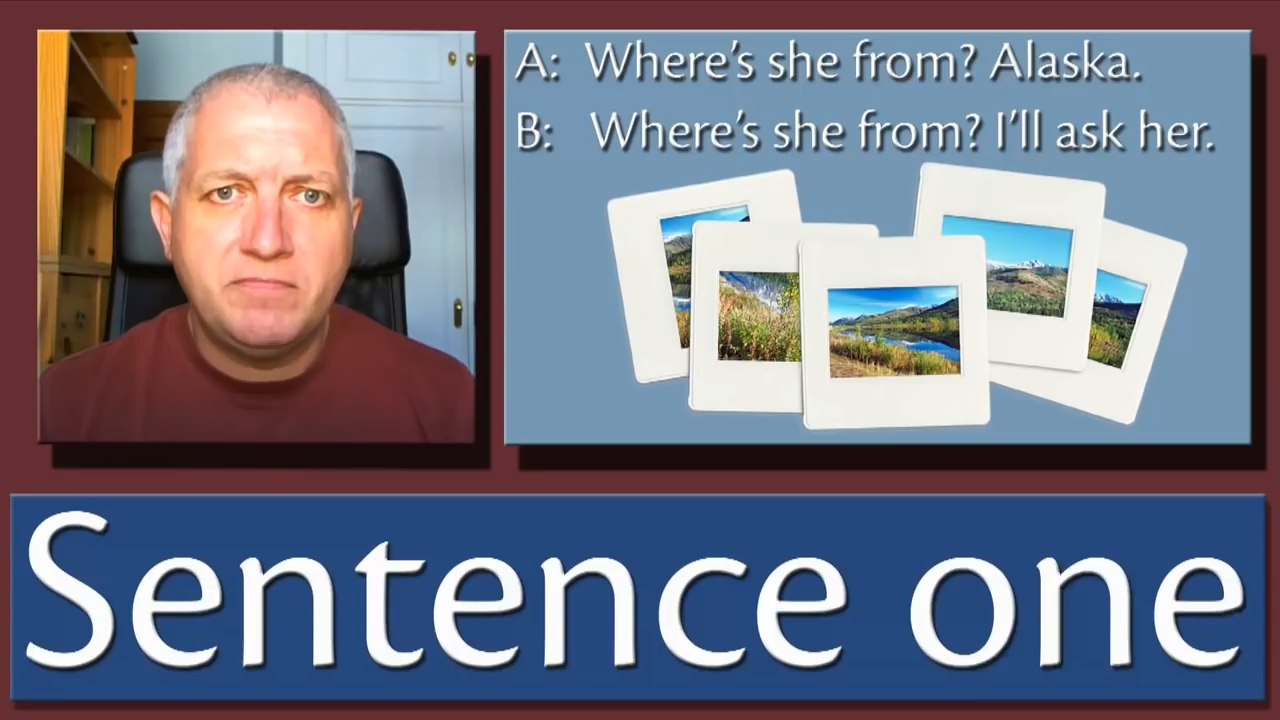 A: Where's she from? Alaska.
B: Where's she from? I'll ask her.
Sentence one